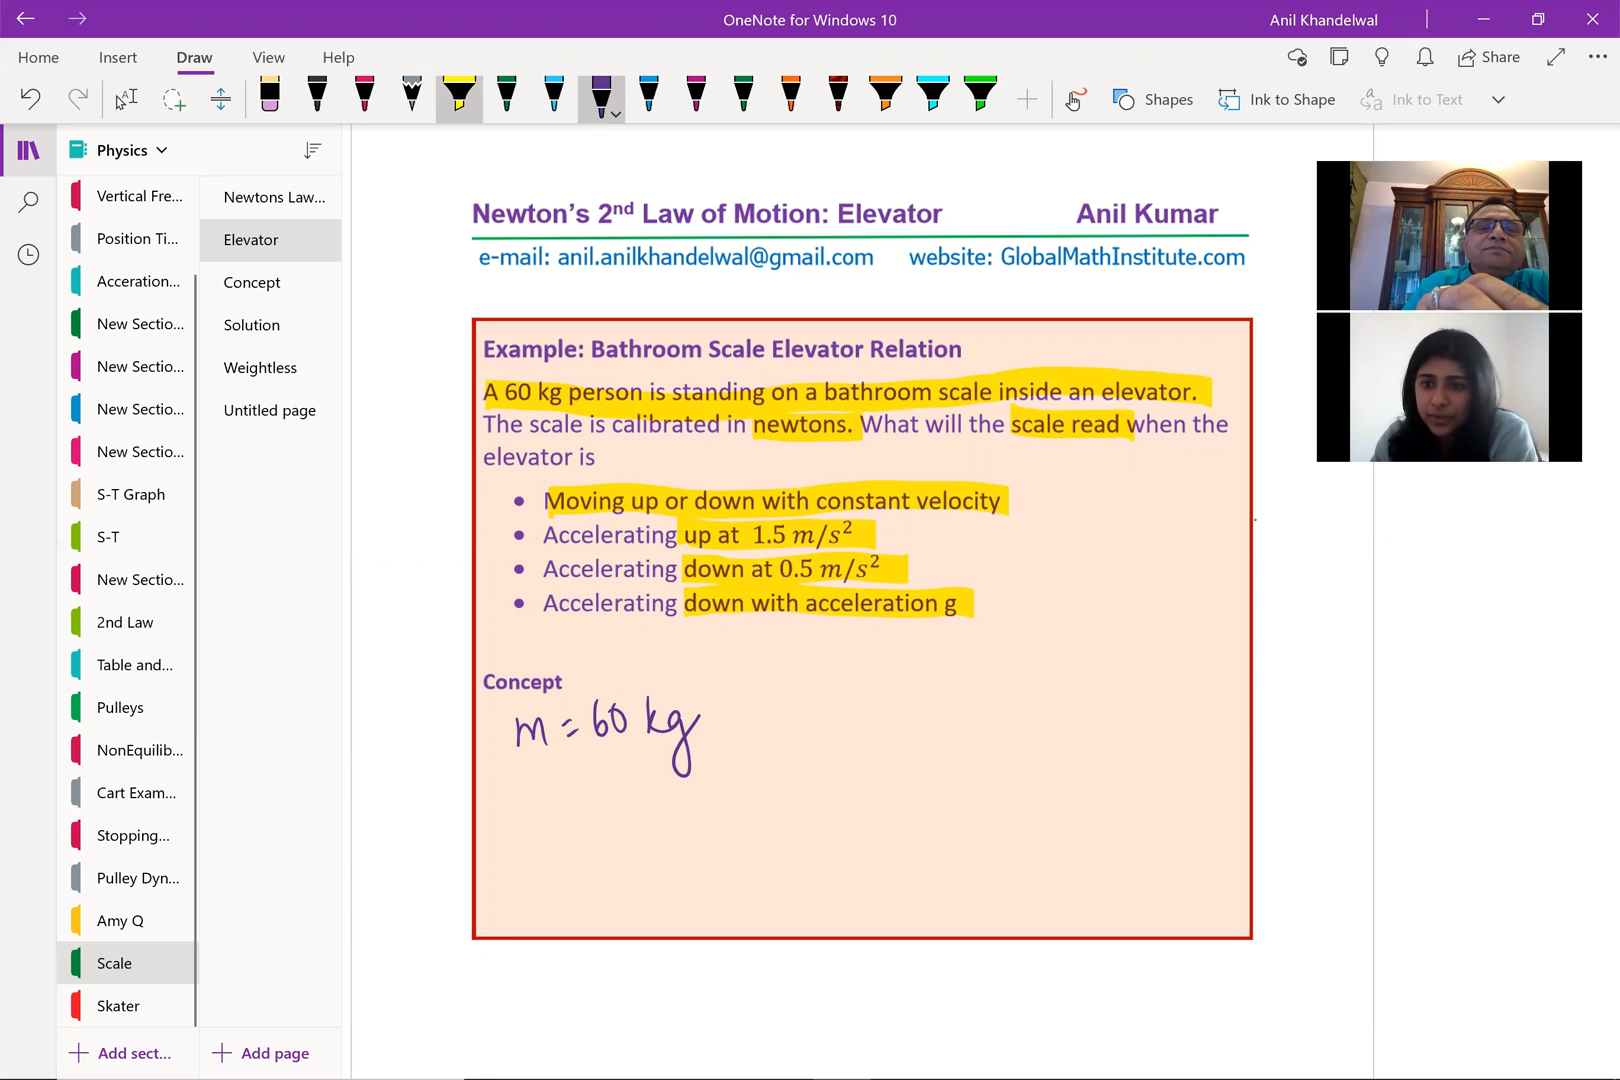 OneNote for Windows 10
Anil Khandelwal
Home Insert Draw View Help
Share
Shapes Ink to Shape Ink to Text
Physics
Vertical Fre...
Position Ti...
Acceration...
New Sectio...
New Sectio...
New Sectio...
New Sectio...
S-T Graph
S-T
New Sectio...
2nd Law
Table and...
Pulleys
NonEquilib...
Cart Exam...
Stopping...
Pulley Dyn...
Amy Q
Scale
Skater
Add sect...
Newtons Law...
Elevator
Concept
Solution
Weightless
Untitled page
Add page
Newton's 2nd Law of Motion: Elevator Anil Kumar
e-mail: anil.anilkhandelwal@gmail.com website: GlobalMathInstitute.com
Example: Bathroom Scale Elevator Relation
A 60 kg person is standing on a bathroom scale inside an elevator.
The scale is calibrated in newtons. What will the scale read when the
elevator is
• Moving up or down with constant velocity
• Accelerating up at 1.5 m/s²
• Accelerating down at 0.5 m/s²
• Accelerating down with acceleration g
Concept
m = 60 kg